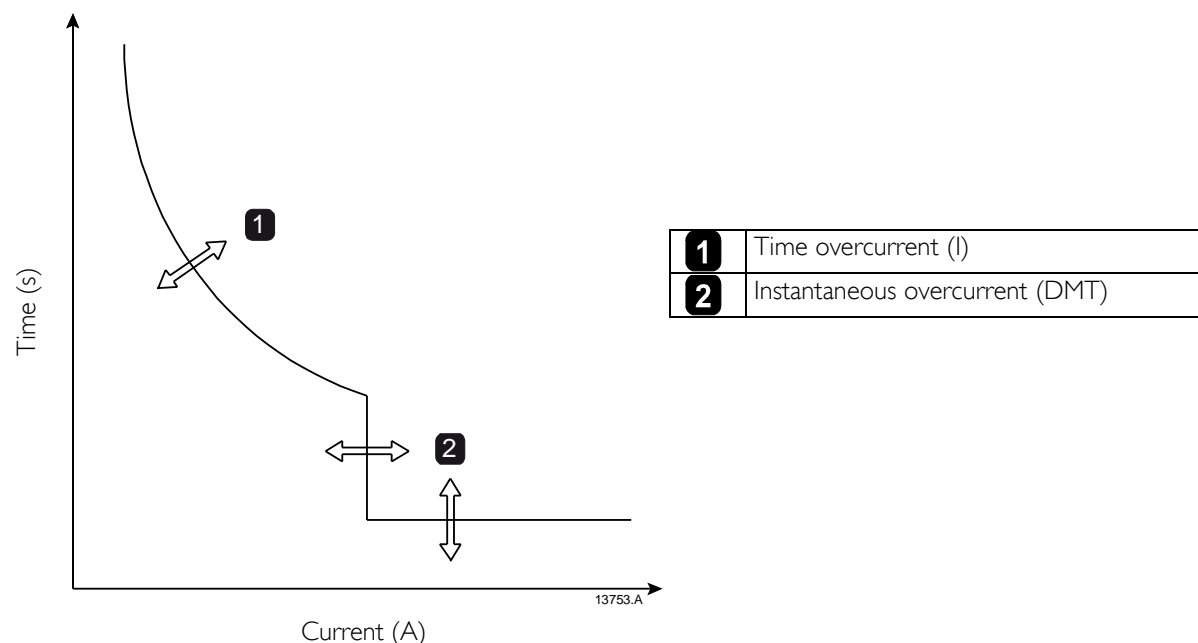 Time (s)
1
2
13753.A
Current (A)
1 Time overcurrent (I)
2 Instantaneous overcurrent (DMT)